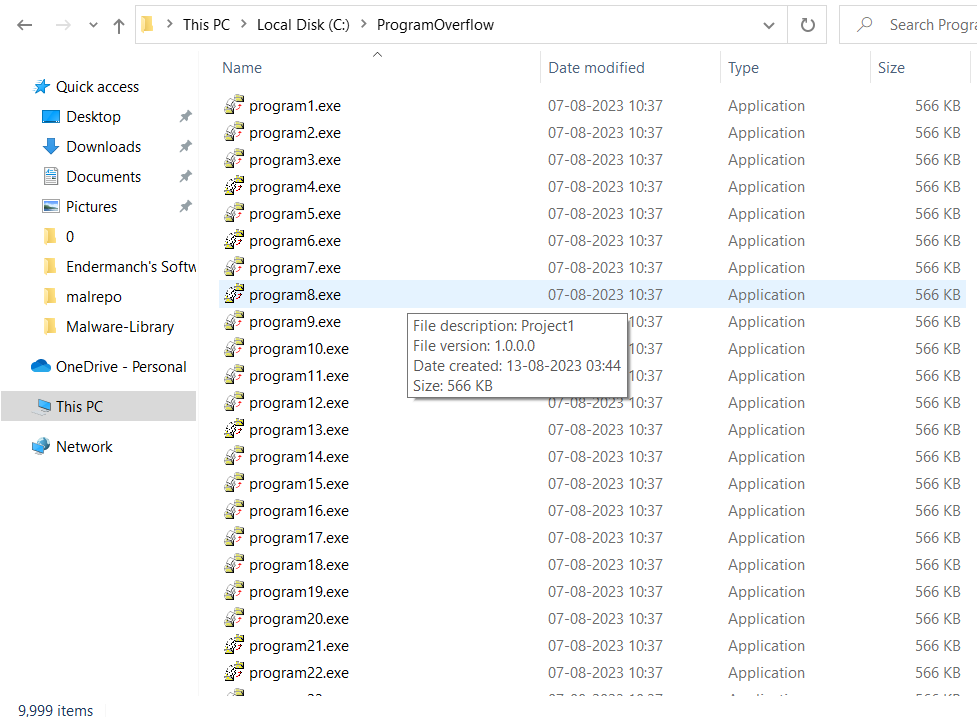 This PC > Local Disk (C:) > ProgramOverflow
Search Progra
Name Date modified Type Size
Quick access
Desktop
Downloads
Documents
Pictures
0
Endermanch's Softw
malrepo
Malware-Library
OneDrive - Personal
This PC
Network
program1.exe 07-08-2023 10:37 Application 566 KB
program2.exe 07-08-2023 10:37 Application 566 KB
program3.exe 07-08-2023 10:37 Application 566 KB
program4.exe 07-08-2023 10:37 Application 566 KB
program5.exe 07-08-2023 10:37 Application 566 KB
program6.exe 07-08-2023 10:37 Application 566 KB
program7.exe 07-08-2023 10:37 Application 566 KB
program8.exe 07-08-2023 10:37 Application 566 KB
program9.exe 10:37 Application 566 KB
program10.exe 10:37 Application 566 KB
program11.exe 10:37 Application 566 KB
program12.exe 07-08-2023 10:37 Application 566 KB
program13.exe 07-08-2023 10:37 Application 566 KB
program14.exe 07-08-2023 10:37 Application 566 KB
program15.exe 07-08-2023 10:37 Application 566 KB
program16.exe 07-08-2023 10:37 Application 566 KB
program17.exe 07-08-2023 10:37 Application 566 KB
program18.exe 07-08-2023 10:37 Application 566 KB
program19.exe 07-08-2023 10:37 Application 566 KB
program20.exe 07-08-2023 10:37 Application 566 KB
program21.exe 07-08-2023 10:37 Application 566 KB
program22.exe 07-08-2023 10:37 Application 566 KB
File description: Project1
File version: 1.0.0.0
Date created: 13-08-2023 03:44
Size: 566 KB
9,999 items